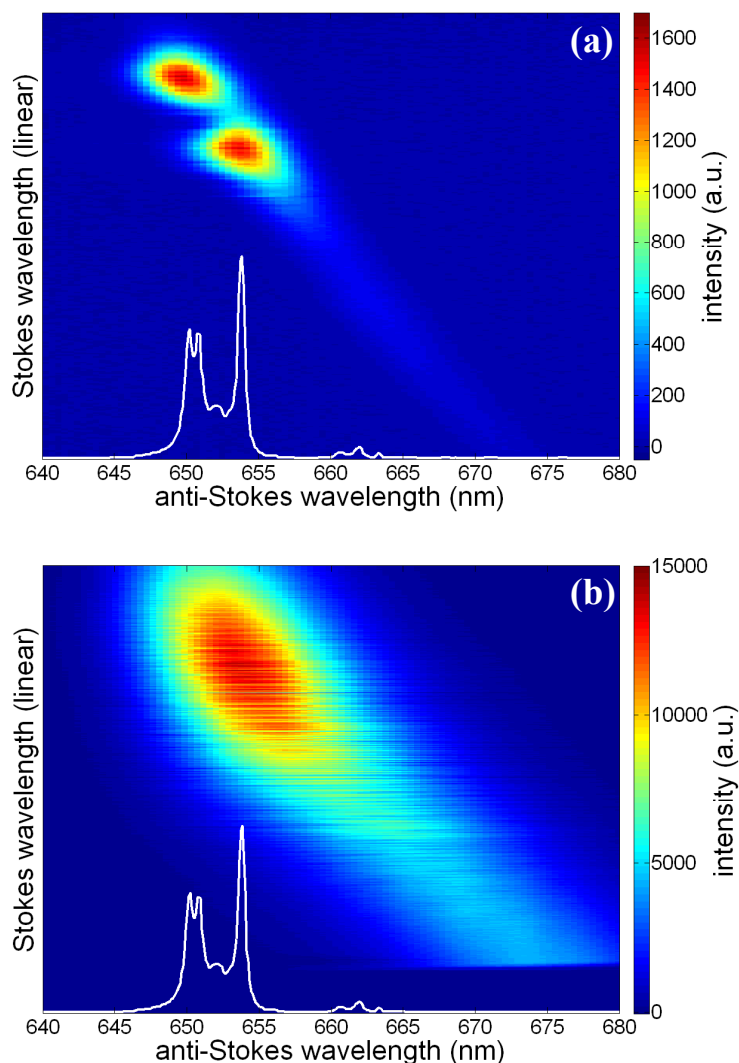 (a)
Stokes wavelength (linear)
640 645 650 655 660 665 670 675 680
anti-Stokes wavelength (nm)
1600
1400
1200
1000
800
600
400
200
0
intensity (a.u.)
(b)
Stokes wavelength (linear)
640 645 650 655 660 665 670 675 680
anti-Stokes wavelength (nm)
15000
10000
5000
0
intensity (a.u.)